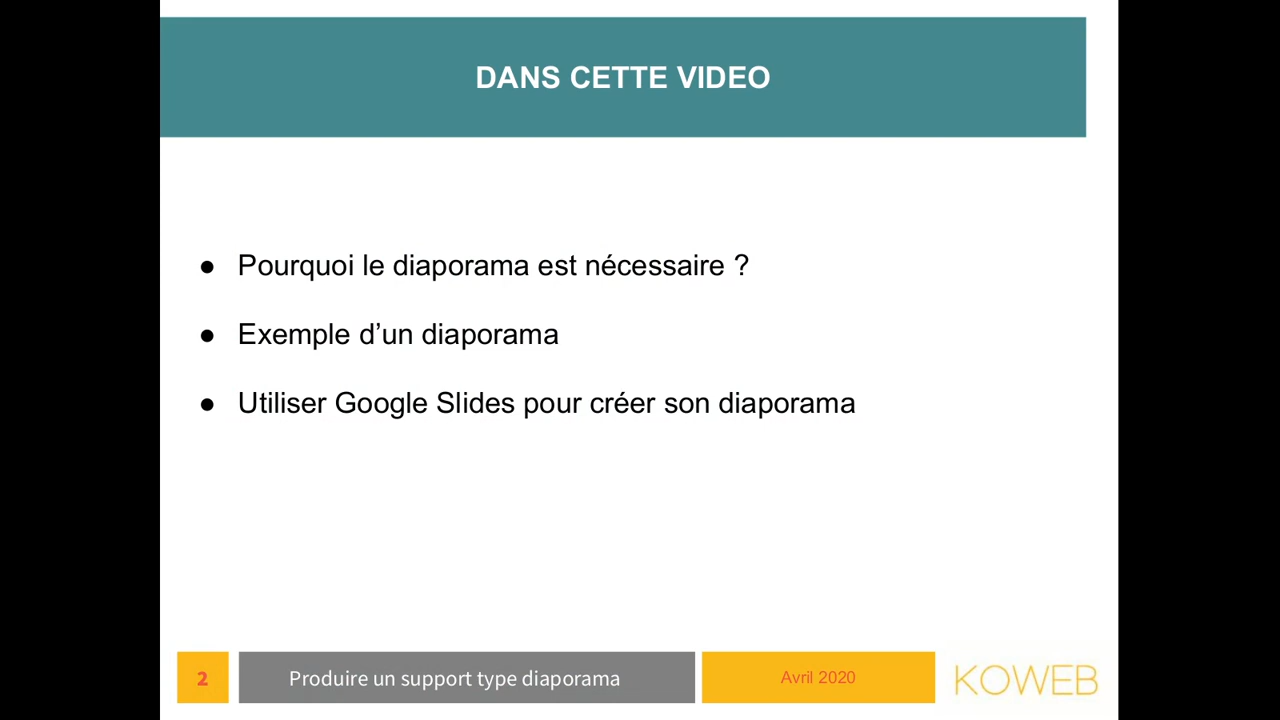 DANS CETTE VIDEO
● Pourquoi le diaporama est nécessaire ?
● Exemple d’un diaporama
● Utiliser Google Slides pour créer son diaporama
2
Produire un support type diaporama
Avril 2020
KOWEB